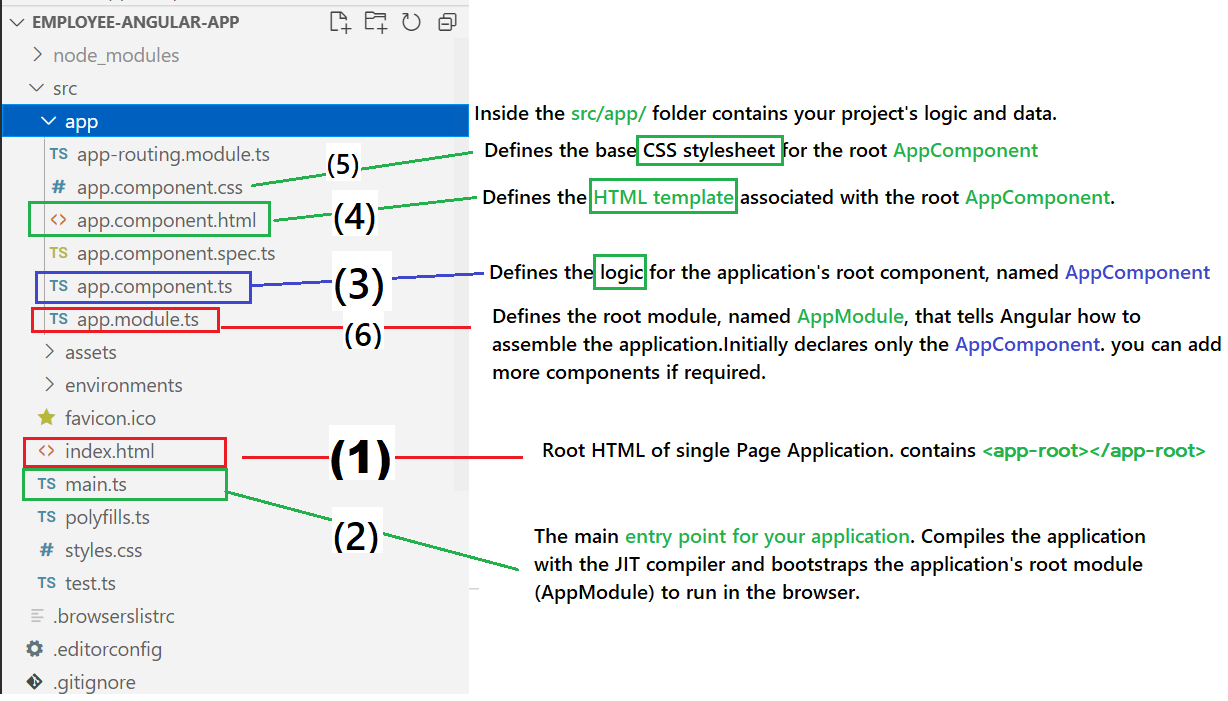 EMPLOYEE-ANGULAR-APP
node_modules
src
app
Inside the src/app/ folder contains your project's logic and data.
TS app-routing.module.ts
(5)
Defines the base CSS stylesheet for the root AppComponent
# app.component.css
<> app.component.html
(4)
Defines the HTML template associated with the root AppComponent.
TS app.component.spec.ts
TS app.component.ts
(3)
Defines the logic for the application's root component, named AppComponent
TS app.module.ts
(6)
Defines the root module, named AppModule, that tells Angular how to
assemble the application.Initially declares only the AppComponent. you can add
more components if required.
assets
environments
favicon.ico
<> index.html
(1)
Root HTML of single Page Application. contains <app-root></app-root>
TS main.ts
(2)
The main entry point for your application. Compiles the application
with the JIT compiler and bootstraps the application's root module
(AppModule) to run in the browser.
TS polyfills.ts
# styles.css
TS test.ts
.browserslistrc
.editorconfig
.gitignore